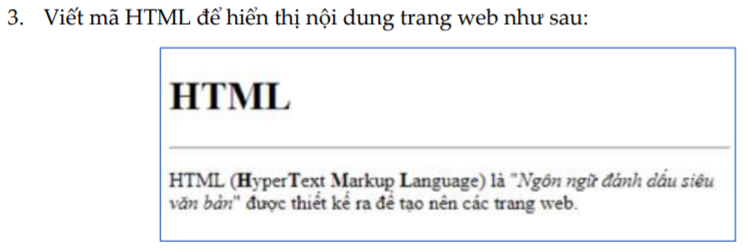 3. Viết mã HTML để hiển thị nội dung trang web như sau:
HTML
HTML (HyperText Markup Language) là "Ngôn ngữ đánh dấu siêu
văn bản" được thiết kế ra để tạo nên các trang web.